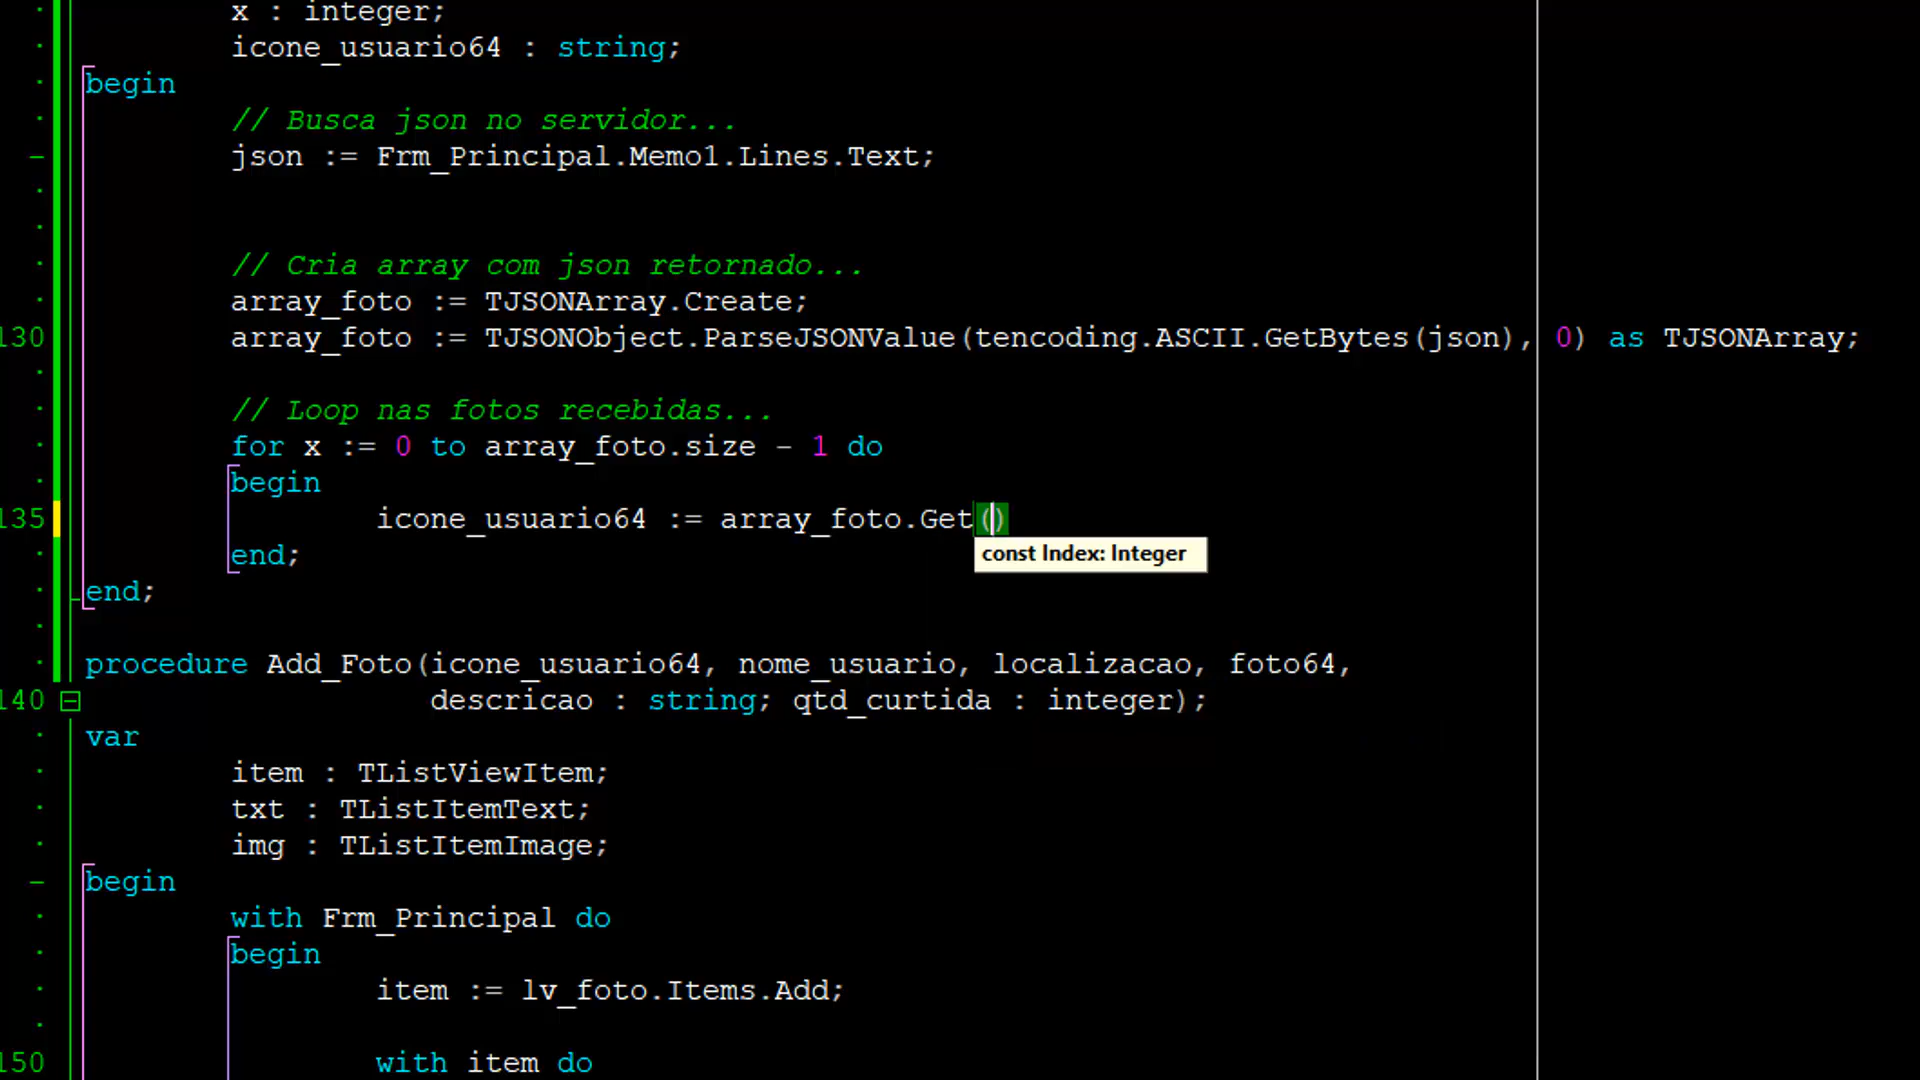 x : integer;
icone_usuario64 : string;
begin
// Busca json no servidor...
json := Frm_Principal.Memo1.Lines.Text;
// Cria array com json retornado...
array_foto := TJSONArray.Create;
130 array_foto := TJSONObject.ParseJSONValue(tencoding.ASCII.GetBytes(json), 0) as TJSONArray;
// Loop nas fotos recebidas...
for x := 0 to array_foto.size - 1 do
begin
135 icone_usuario64 := array_foto.Get()
const Index: Integer
end;
end;
procedure Add_Foto(icone_usuario64, nome_usuario, localizacao, foto64,
140 descricao : string; qtd_curtida : integer);
var
item : TListViewItem;
txt : TListItemText;
img : TListItemImage;
begin
with Frm_Principal do
begin
item := lv_foto.Items.Add;
150 with item do